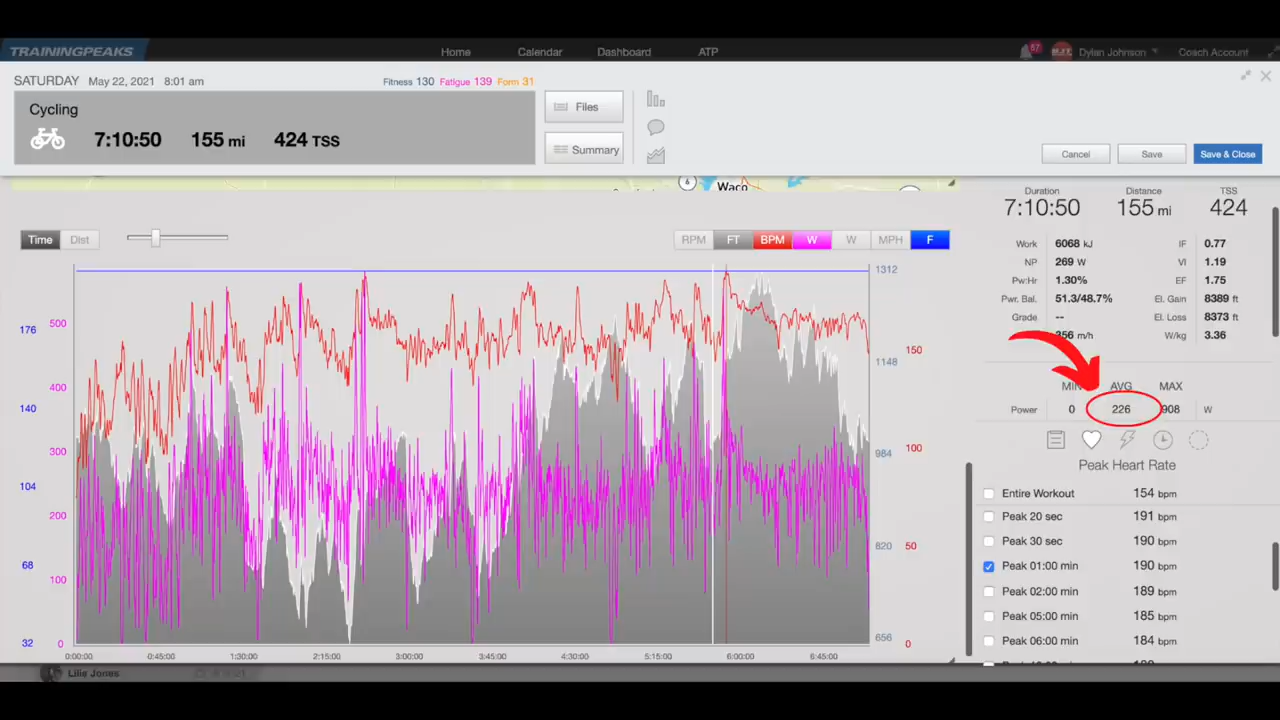 TRAININGPEAKS
Home Calendar Dashboard ATP
67 Dylan Johnson Coach Account
SATURDAY May 22, 2021 8:01 am
Fitness 130 Fatigue 139 Form 31
Cycling
7:10:50 155 mi 424 TSS
Files
Summary
Cancel Save Save & Close
6 Waco
Time Dist
RPM FT BPM W W MPH F
Duration Distance TSS
7:10:50 155 mi 424
Work 6068 kJ IF 0.77
NP 269 W VI 1.19
Pw:Hr 1.30% EF 1.75
Pwr. Bal. 51.3/48.7% El. Gain 8389 ft
Grade -- El. Loss 8373 ft
356 m/h W/kg 3.36
MIN AVG MAX
Power 0 226 908 W
Peak Heart Rate
Entire Workout 154 bpm
Peak 20 sec 191 bpm
Peak 30 sec 190 bpm
Peak 01:00 min 190 bpm
Peak 02:00 min 189 bpm
Peak 05:00 min 185 bpm
Peak 06:00 min 184 bpm
176
140
104
68
32
500
400
300
200
100
0
1312
1148
984
820
656
150
100
50
0
0:00:00 0:45:00 1:30:00 2:15:00 3:00:00 3:45:00 4:30:00 5:15:00 6:00:00 6:45:00
Lilie Jones